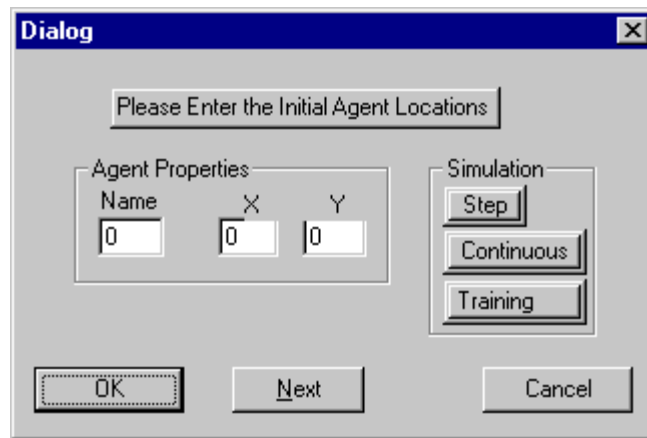 Dialog
Please Enter the Initial Agent Locations
Agent Properties
Name X Y
0 0 0
Simulation
Step
Continuous
Training
OK Next Cancel